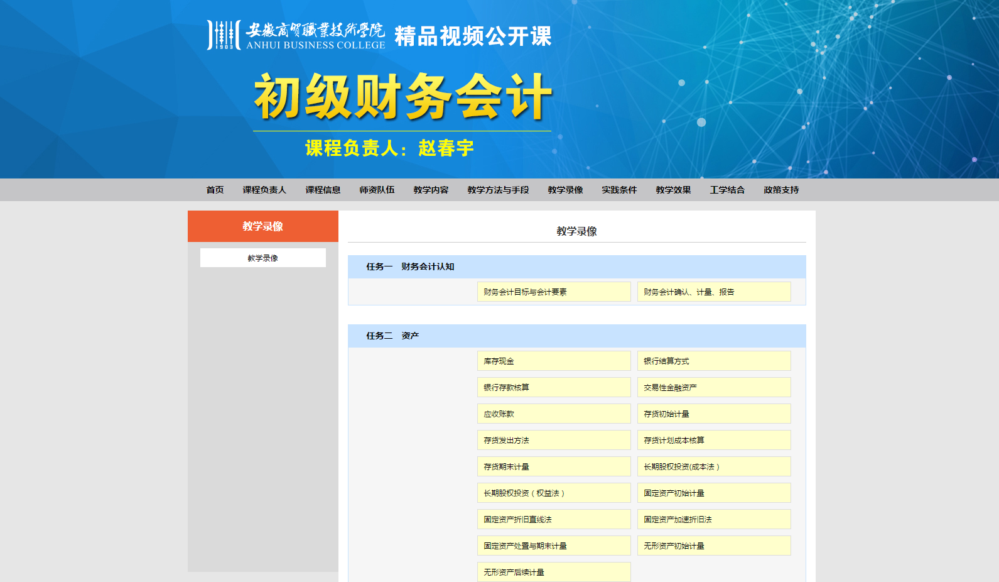 安徽商贸職業技術學院 精品视频公开课
1903 ANHUI BUSINESS COLLEGE
初级财务会计
课程负责人：赵春宇
首页 课程负责人 课程信息 师资队伍 教学内容 教学方法与手段 教学录像 实践条件 教学效果 工学结合 政策支持
教学录像
教学录像
教学录像
任务一 财务会计认知
财务会计目标与会计要素 财务会计确认、计量、报告
任务二 资产
库存现金 银行结算方式
银行存款核算 交易性金融资产
应收账款 存货初始计量
存货发出方法 存货计划成本核算
存货期末计量 长期股权投资(成本法）
长期股权投资（权益法） 固定资产初始计量
固定资产折旧直线法 固定资产加速折旧法
固定资产处置与期末计量 无形资产初始计量
无形资产后续计量